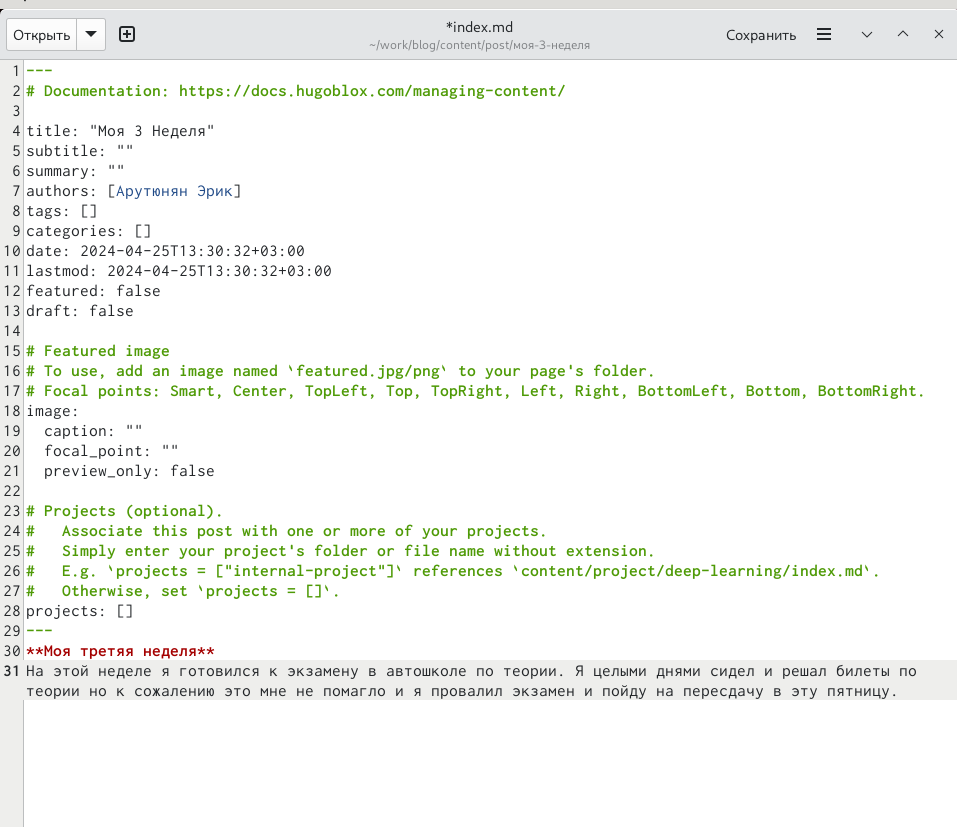 Открыть
*index.md
~/work/blog/content/post/моя-3-неделя
Сохранить
1 ---
2 # Documentation: https://docs.hugoblox.com/managing-content/
3
4 title: "Моя 3 Неделя"
5 subtitle: ""
6 summary: ""
7 authors: [Арутюнян Эрик]
8 tags: []
9 categories: []
10 date: 2024-04-25T13:30:32+03:00
11 lastmod: 2024-04-25T13:30:32+03:00
12 featured: false
13 draft: false
14
15 # Featured image
16 # To use, add an image named `featured.jpg/png` to your page's folder.
17 # Focal points: Smart, Center, TopLeft, Top, TopRight, Left, Right, BottomLeft, Bottom, BottomRight.
18 image:
19   caption: ""
20   focal_point: ""
21   preview_only: false
22
23 # Projects (optional).
24 #   Associate this post with one or more of your projects.
25 #   Simply enter your project's folder or file name without extension.
26 #   E.g. `projects = ["internal-project"]` references `content/project/deep-learning/index.md`.
27 #   Otherwise, set `projects = []`.
28 projects: []
29 ---
30 **Моя третяя неделя**
31 На этой неделе я готовился к экзамену в автошколе по теории. Я целыми днями сидел и решал билеты по
теории но к сожалению это мне не помагло и я провалил экзамен и пойду на пересдачу в эту пятницу.